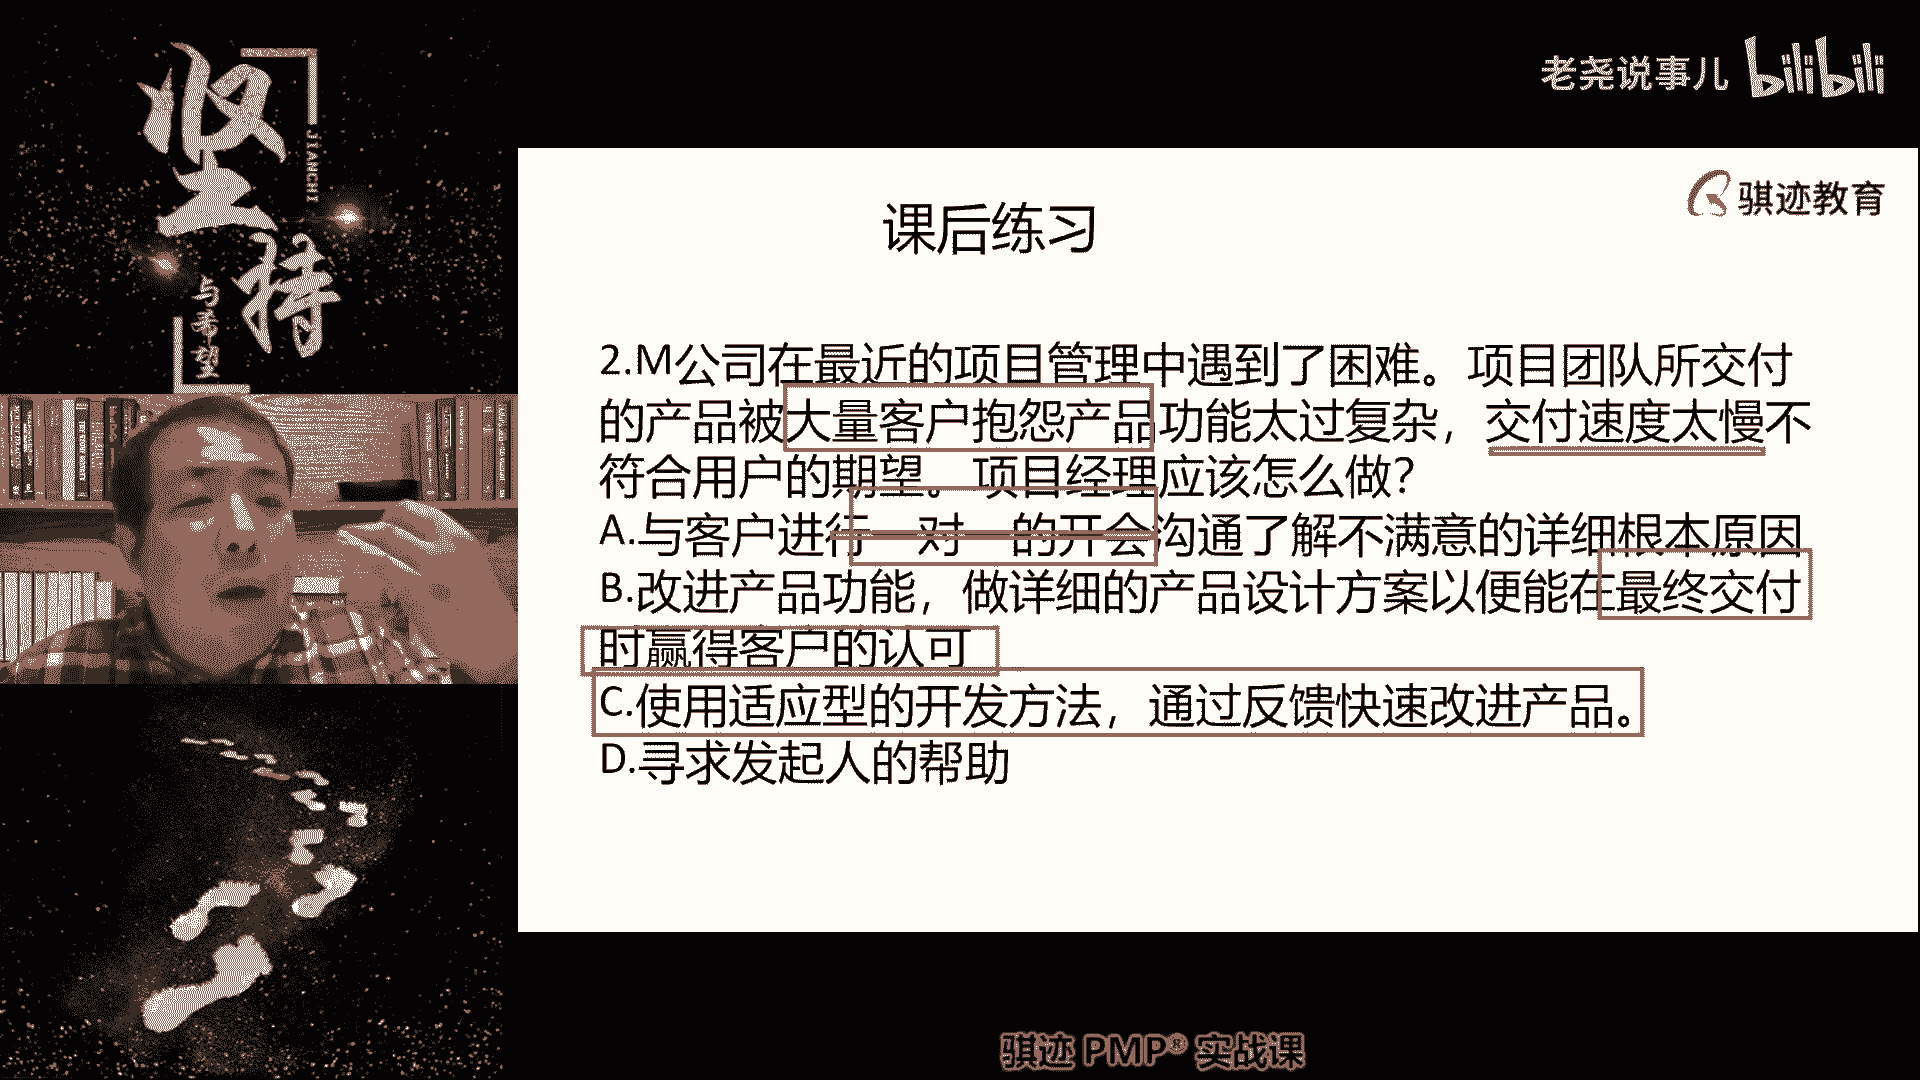 坚
JIANCHI
持
与希望
老尧说事儿 bilibili
骐迹教育
课后练习
2.M公司在最近的项目管理中遇到了困难。项目团队所交付
的产品被大量客户抱怨产品功能太过复杂，交付速度太慢不
符合用户的期望。项目经理应该怎么做？
A.与客户进行一对一的开会沟通了解不满意的详细根本原因
B.改进产品功能，做详细的产品设计方案以便能在最终交付
时赢得客户的认可
C.使用适应型的开发方法，通过反馈快速改进产品。
D.寻求发起人的帮助
骐迹 PMP® 实战课